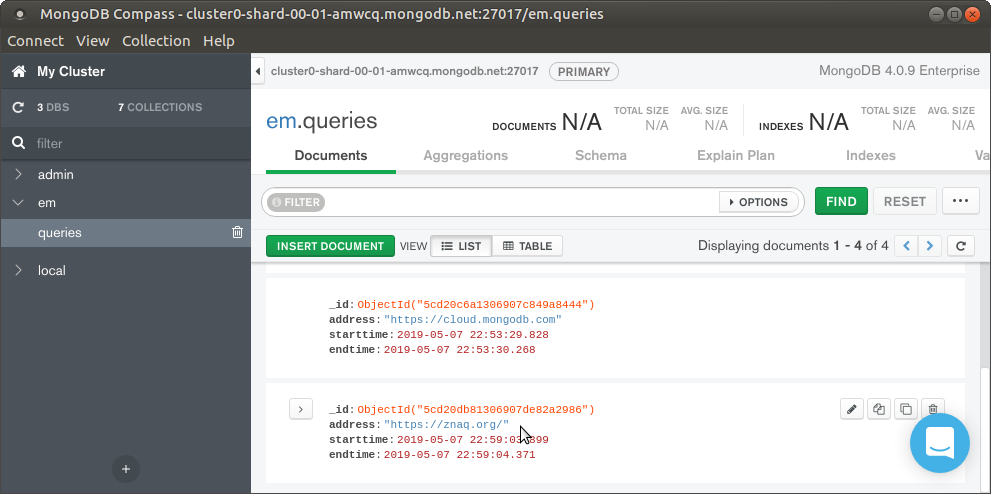 MongoDB Compass - cluster0-shard-00-01-amwcq.mongodb.net:27017/em.queries
Connect View Collection Help
My Cluster
cluster0-shard-00-01-amwcq.mongodb.net:27017 PRIMARY MongoDB 4.0.9 Enterprise
3 DBS 7 COLLECTIONS
filter
admin
em
queries
local
em.queries
DOCUMENTS N/A TOTAL SIZE N/A AVG. SIZE N/A INDEXES N/A TOTAL SIZE N/A AVG. SIZE N/A
Documents Aggregations Schema Explain Plan Indexes Va
FILTER OPTIONS FIND RESET ...
INSERT DOCUMENT VIEW LIST TABLE Displaying documents 1 - 4 of 4
_id: ObjectId("5cd20c6a1306907c849a8444")
address: "https://cloud.mongodb.com"
starttime: 2019-05-07 22:53:29.828
endtime: 2019-05-07 22:53:30.268
_id: ObjectId("5cd20db81306907de82a2986")
address: "https://znaq.org/"
starttime: 2019-05-07
endtime: 2019-05-07 22:59:04.371